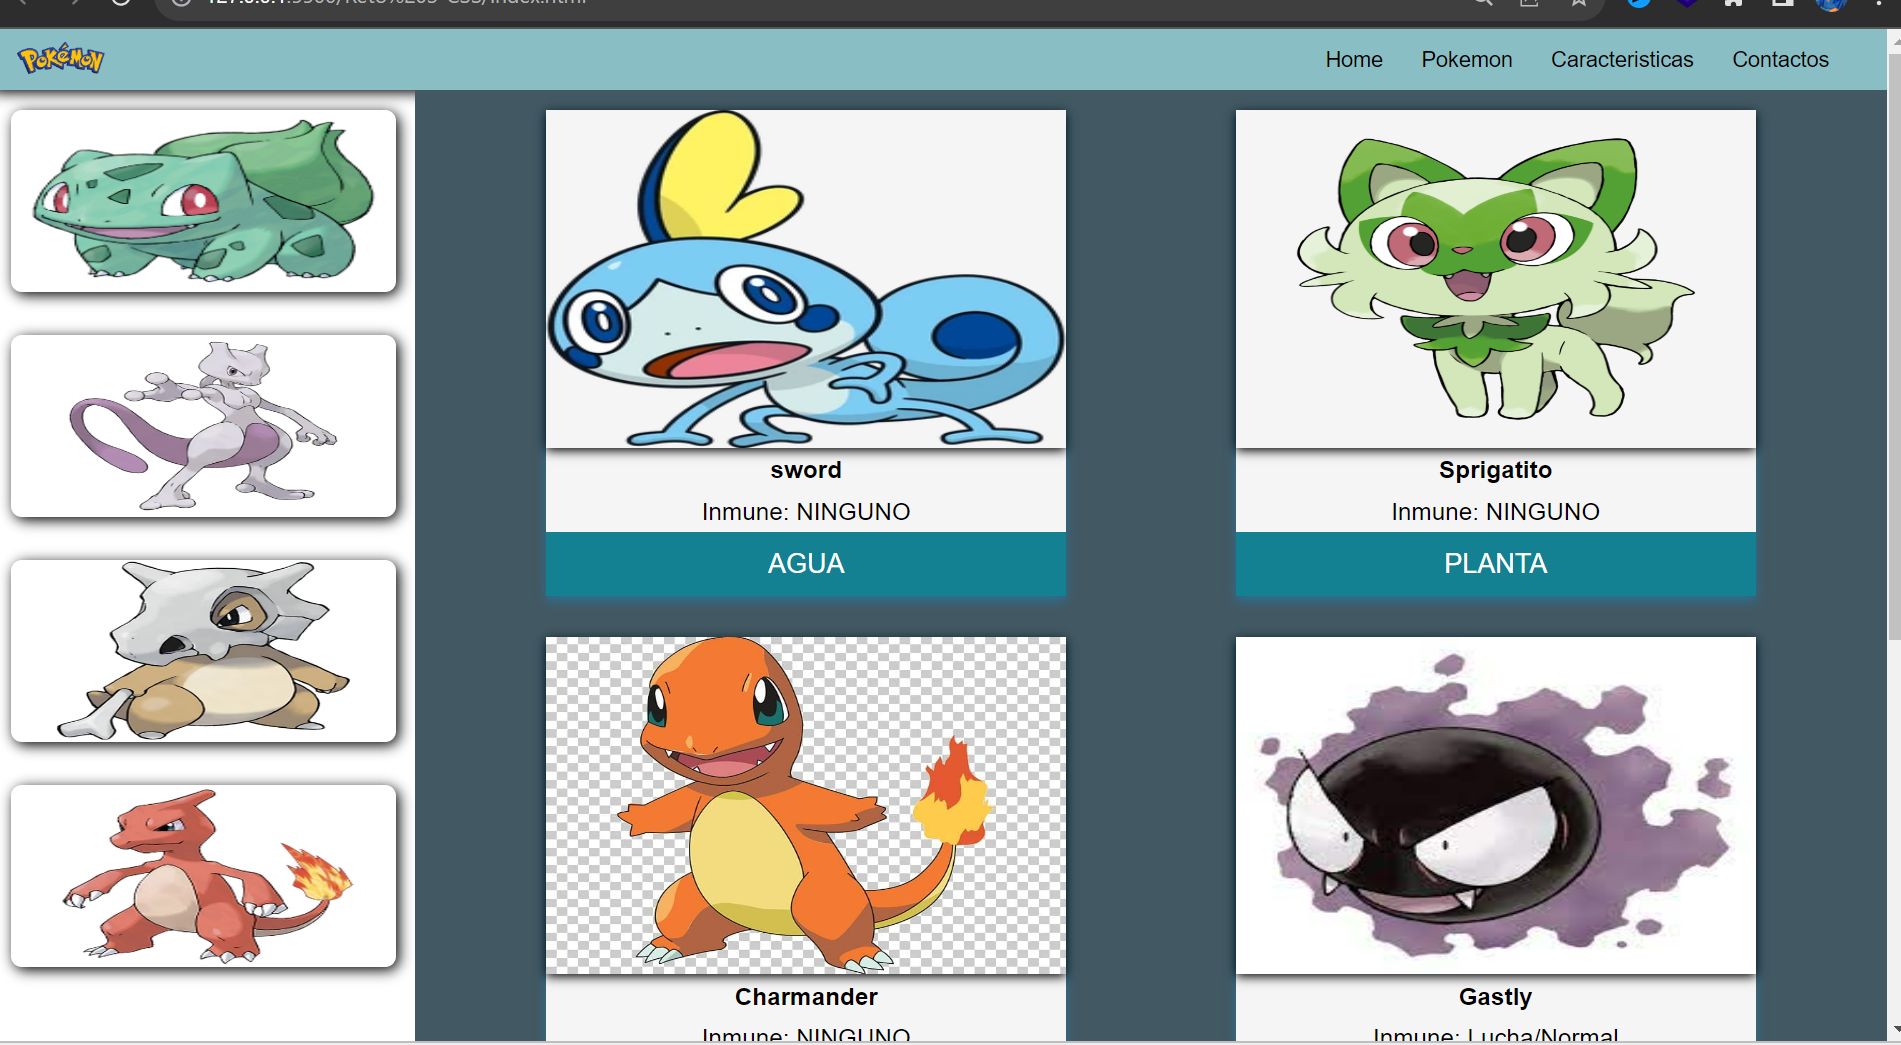 POKéMON
Home Pokemon Caracteristicas Contactos
sword
Inmune: NINGUNO
AGUA
Sprigatito
Inmune: NINGUNO
PLANTA
Charmander
Inmune: NINGUNO
Gastly
Inmune: Lucha/Normal